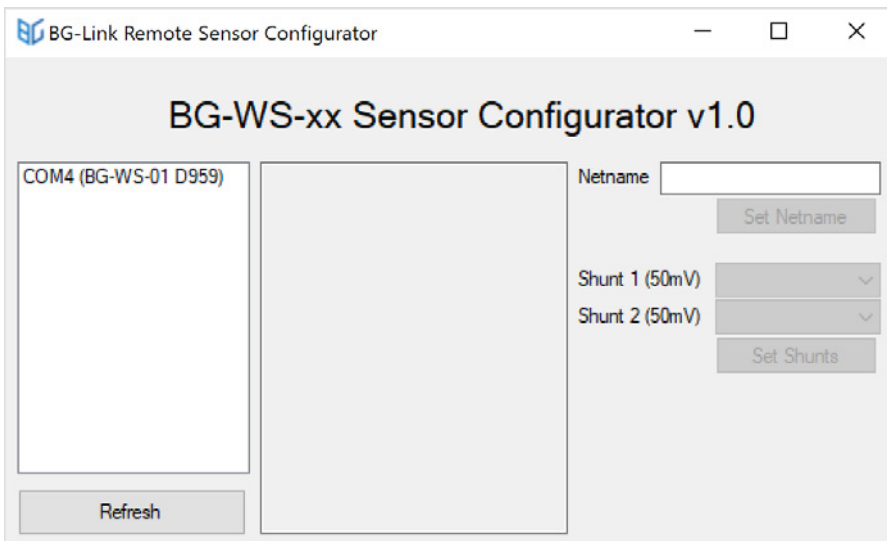 BG-Link Remote Sensor Configurator
BG-WS-xx Sensor Configurator v1.0
COM4 (BG-WS-01 D959)
Refresh
Netname
Set Netname
Shunt 1 (50mV)
Shunt 2 (50mV)
Set Shunts